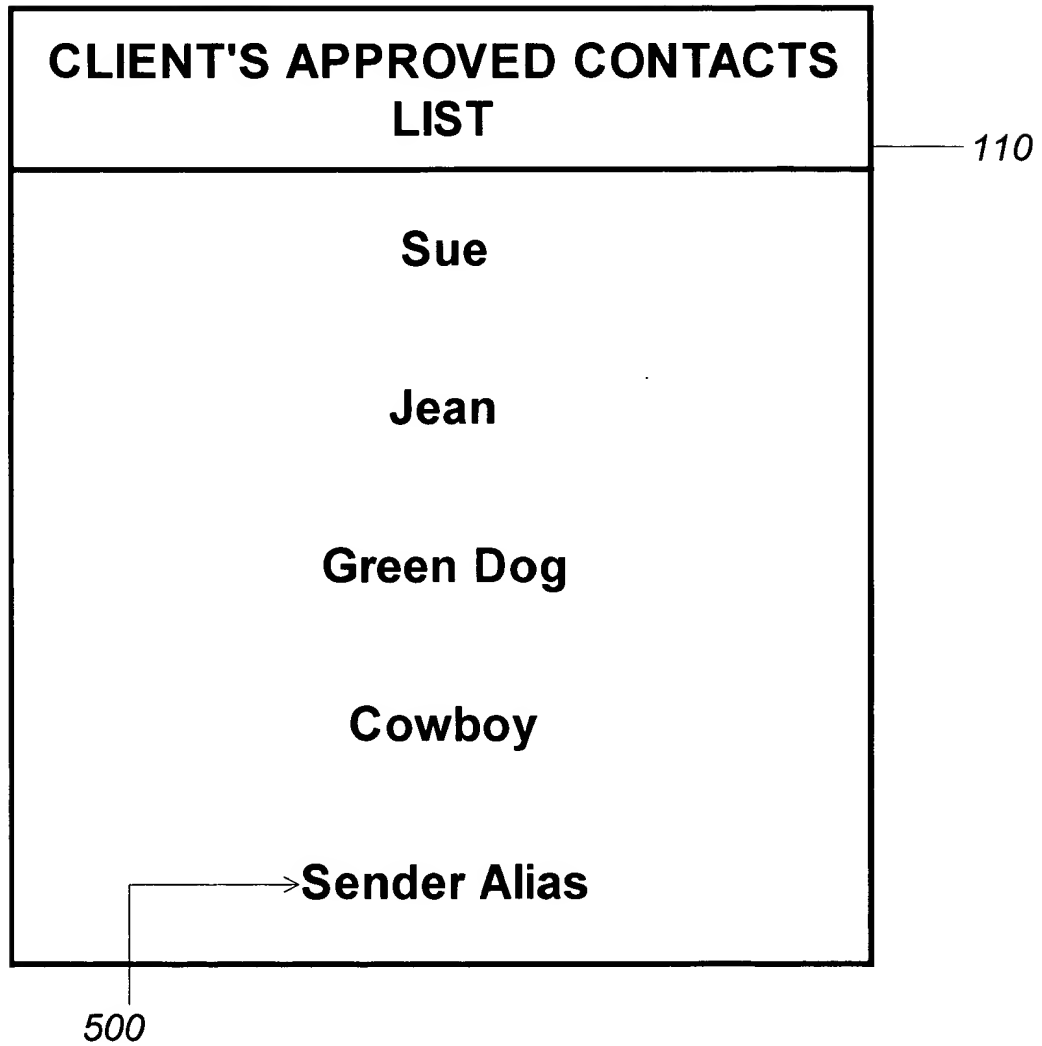 CLIENT'S APPROVED CONTACTS
LIST
110
Sue
Jean
Green Dog
Cowboy
Sender Alias
500